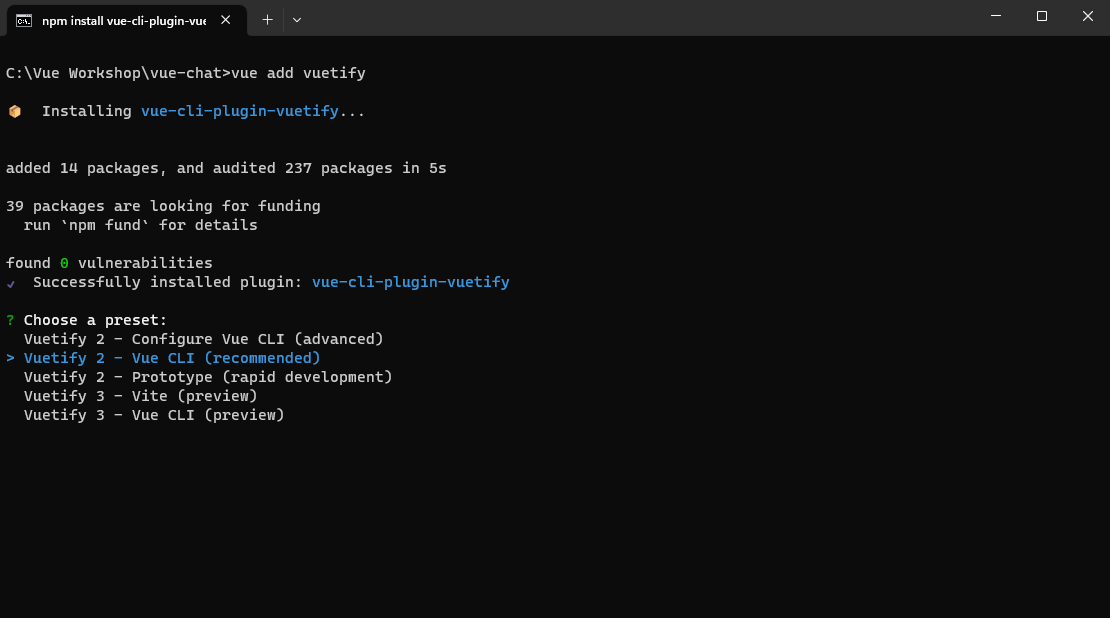 npm install vue-cli-plugin-vue
C:\Vue Workshop\vue-chat>vue add vuetify
Installing vue-cli-plugin-vuetify...
added 14 packages, and audited 237 packages in 5s
39 packages are looking for funding
run `npm fund` for details
found 0 vulnerabilities
✓ Successfully installed plugin: vue-cli-plugin-vuetify
? Choose a preset:
Vuetify 2 - Configure Vue CLI (advanced)
> Vuetify 2 - Vue CLI (recommended)
Vuetify 2 - Prototype (rapid development)
Vuetify 3 - Vite (preview)
Vuetify 3 - Vue CLI (preview)